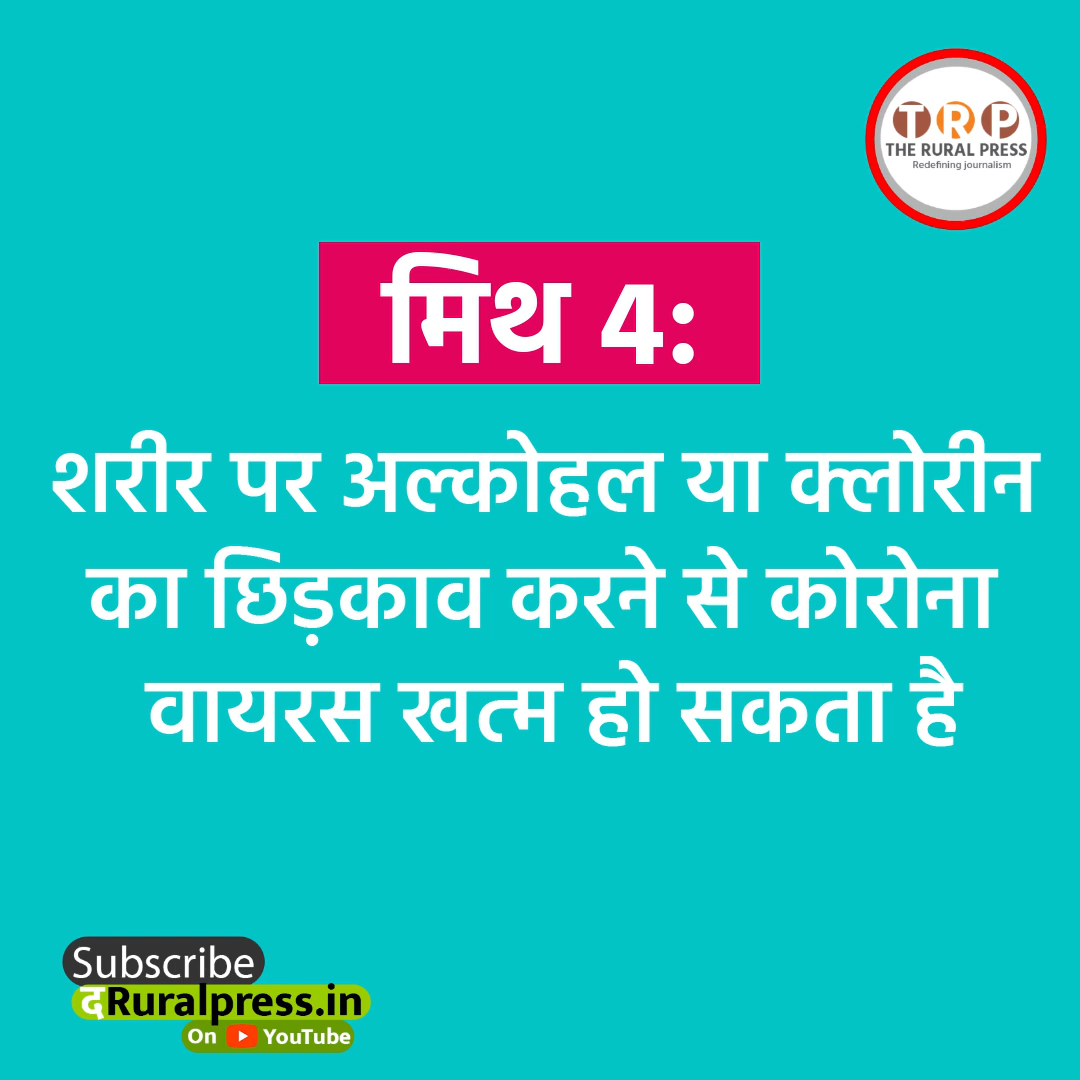 TRP
THE RURAL PRESS
Redefining journalism
मिथ 4:
शरीर पर अल्कोहल या क्लोरीन
का छिड़काव करने से कोरोना
वायरस खत्म हो सकता है
Subscribe
दRuralpress.in
On YouTube